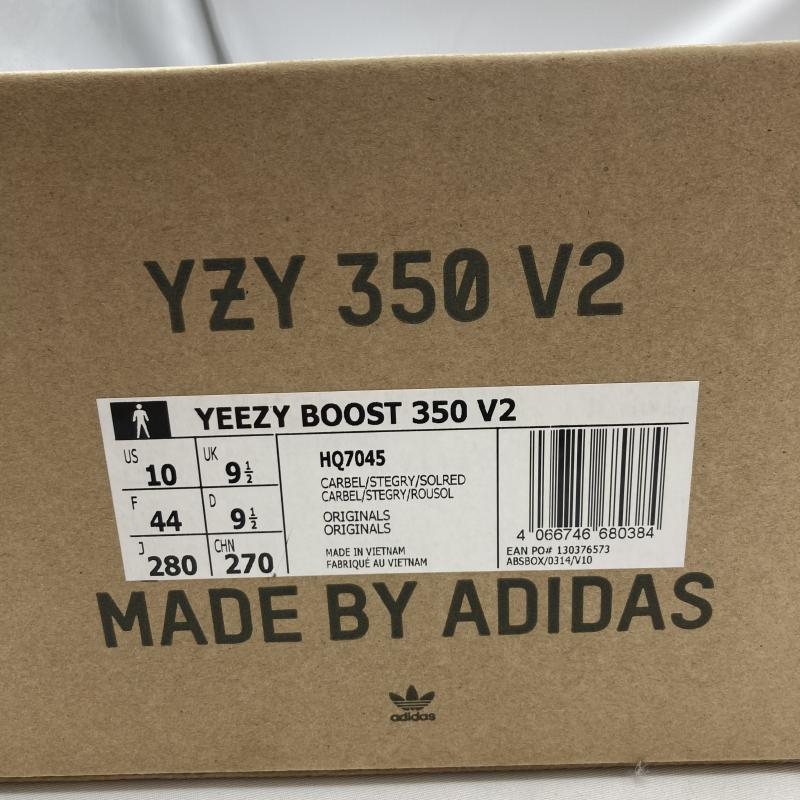 YZY 350 V2
YEEZY BOOST 350 V2
US 10 UK 9½
F 44 D 9½
J 280 CHN 270
HQ7045
CARBEL/STEGRY/SOLRED
CARBEL/STEGRY/ROUSOL
ORIGINALS
ORIGINALS
MADE IN VIETNAM
FABRIQUÉ AU VIETNAM
4 066746 680384
EAN PO# 130376573
ABSBOX/0314/V10
MADE BY ADIDAS
adidas